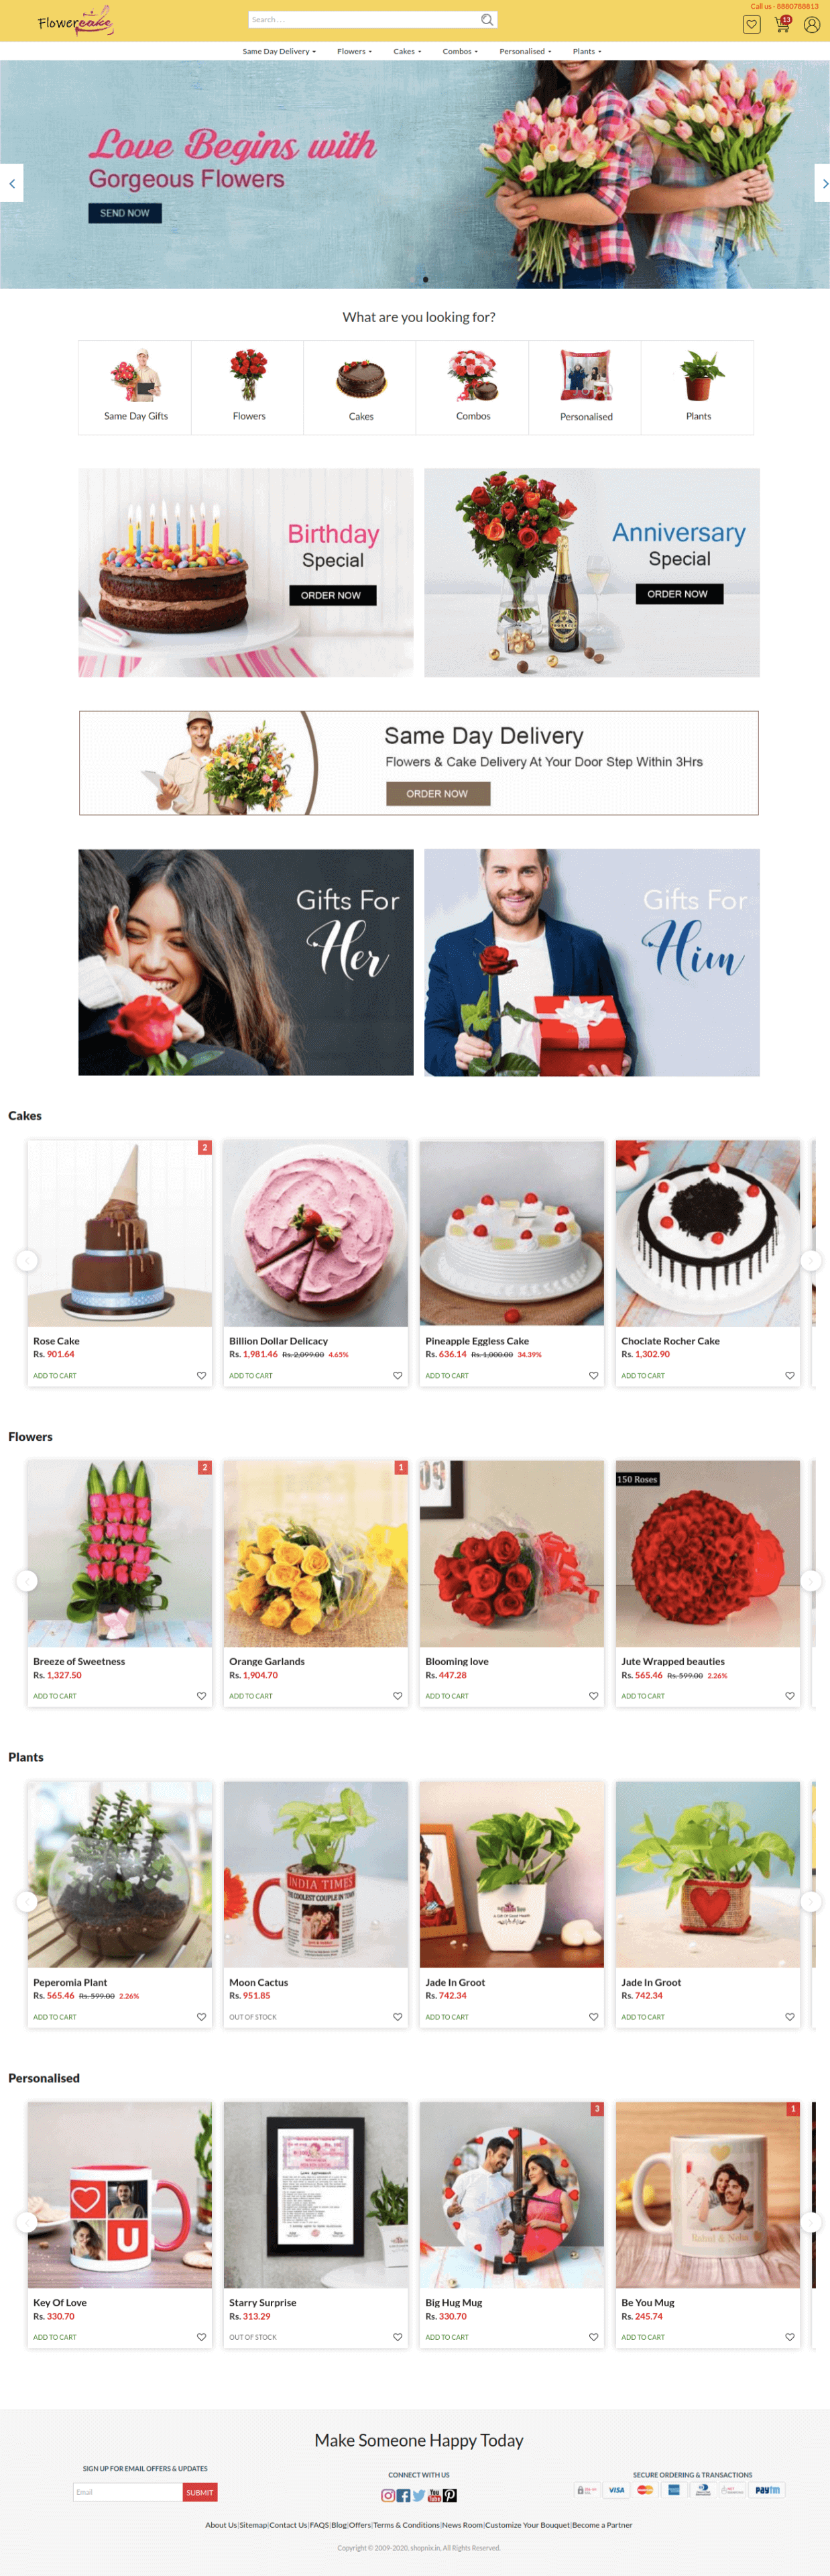 Call us - 8880788813
Flowercake
Search...
13
Same Day Delivery
Flowers
Cakes
Combos
Personalised
Plants
Love Begins with
Gorgeous Flowers
SEND NOW
What are you looking for?
Same Day Gifts
Flowers
Cakes
Combos
Personalised
Plants
Birthday
Special
ORDER NOW
Anniversary
Special
ORDER NOW
Same Day Delivery
Flowers & Cake Delivery At Your Door Step Within 3Hrs
ORDER NOW
Gifts For
Her
Gifts For
Him
Cakes
2
Rose Cake
Rs. 901.64
ADD TO CART
Billion Dollar Delicacy
Rs. 1,981.46 Rs. 2,099.00 4.65%
ADD TO CART
Pineapple Eggless Cake
Rs. 636.14 Rs. 1,000.00 34.39%
ADD TO CART
Choclate Rocher Cake
Rs. 1,302.90
ADD TO CART
Flowers
2
Breeze of Sweetness
Rs. 1,327.50
ADD TO CART
1
Orange Garlands
Rs. 1,904.70
ADD TO CART
Blooming love
Rs. 447.28
ADD TO CART
150 Roses
Jute Wrapped beauties
Rs. 565.46 Rs. 599.00 2.26%
ADD TO CART
Plants
Peperomia Plant
Rs. 565.46 Rs. 599.00 2.26%
ADD TO CART
INDIA TIMES
COOLEST COUPLE IN TOWN
Moon Cactus
Rs. 951.85
OUT OF STOCK
Jade In Groot
Rs. 742.34
ADD TO CART
Jade In Groot
Rs. 742.34
ADD TO CART
Personalised
U
Key Of Love
Rs. 330.70
ADD TO CART
Starry Surprise
Rs. 313.29
OUT OF STOCK
3
Big Hug Mug
Rs. 330.70
ADD TO CART
1
Rahul & Neha
Be You Mug
Rs. 245.74
ADD TO CART
Make Someone Happy Today
SIGN UP FOR EMAIL OFFERS & UPDATES
Email
SUBMIT
CONNECT WITH US
You Tube
SECURE ORDERING & TRANSACTIONS
VISA
Paytm
About Us|Sitemap|Contact Us|FAQS|Blog|Offers|Terms & Conditions|News Room|Customize Your Bouquet|Become a Partner
Copyright © 2009-2020, shopnix.in, All Rights Reserved.